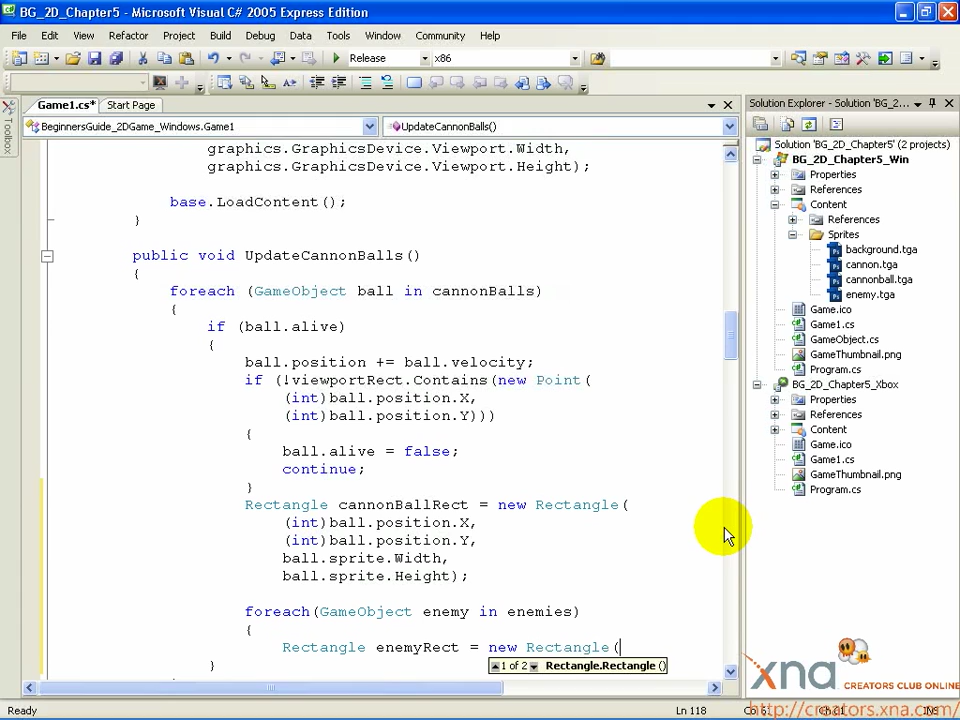 BG_2D_Chapter5 - Microsoft Visual C# 2005 Express Edition
File Edit View Refactor Project Build Debug Data Tools Window Community Help
Release x86
Game1.cs* Start Page
BeginnersGuide_2DGame_Windows.Game1 UpdateCannonBalls()
Toolbox
graphics.GraphicsDevice.Viewport.Width,
graphics.GraphicsDevice.Viewport.Height);
base.LoadContent();
}
public void UpdateCannonBalls()
{
foreach (GameObject ball in cannonBalls)
{
if (ball.alive)
{
ball.position += ball.velocity;
if (!viewportRect.Contains(new Point(
(int)ball.position.X,
(int)ball.position.Y)))
{
ball.alive = false;
continue;
}
Rectangle cannonBallRect = new Rectangle(
(int)ball.position.X,
(int)ball.position.Y,
ball.sprite.Width,
ball.sprite.Height);
foreach(GameObject enemy in enemies)
{
Rectangle enemyRect = new Rectangle(
}
1 of 2 Rectangle.Rectangle ()
Solution Explorer - Solution 'BG_2...
Solution 'BG_2D_Chapter5' (2 projects)
BG_2D_Chapter5_Win
Properties
References
Content
References
Sprites
background.tga
cannon.tga
cannonball.tga
enemy.tga
Game.ico
Game1.cs
GameObject.cs
GameThumbnail.png
Program.cs
BG_2D_Chapter5_Xbox
Properties
References
Content
Game.ico
Game1.cs
GameThumbnail.png
Program.cs
xna CREATORS CLUB ONLINE
http://creators.xna.com/
Ready Ln 118